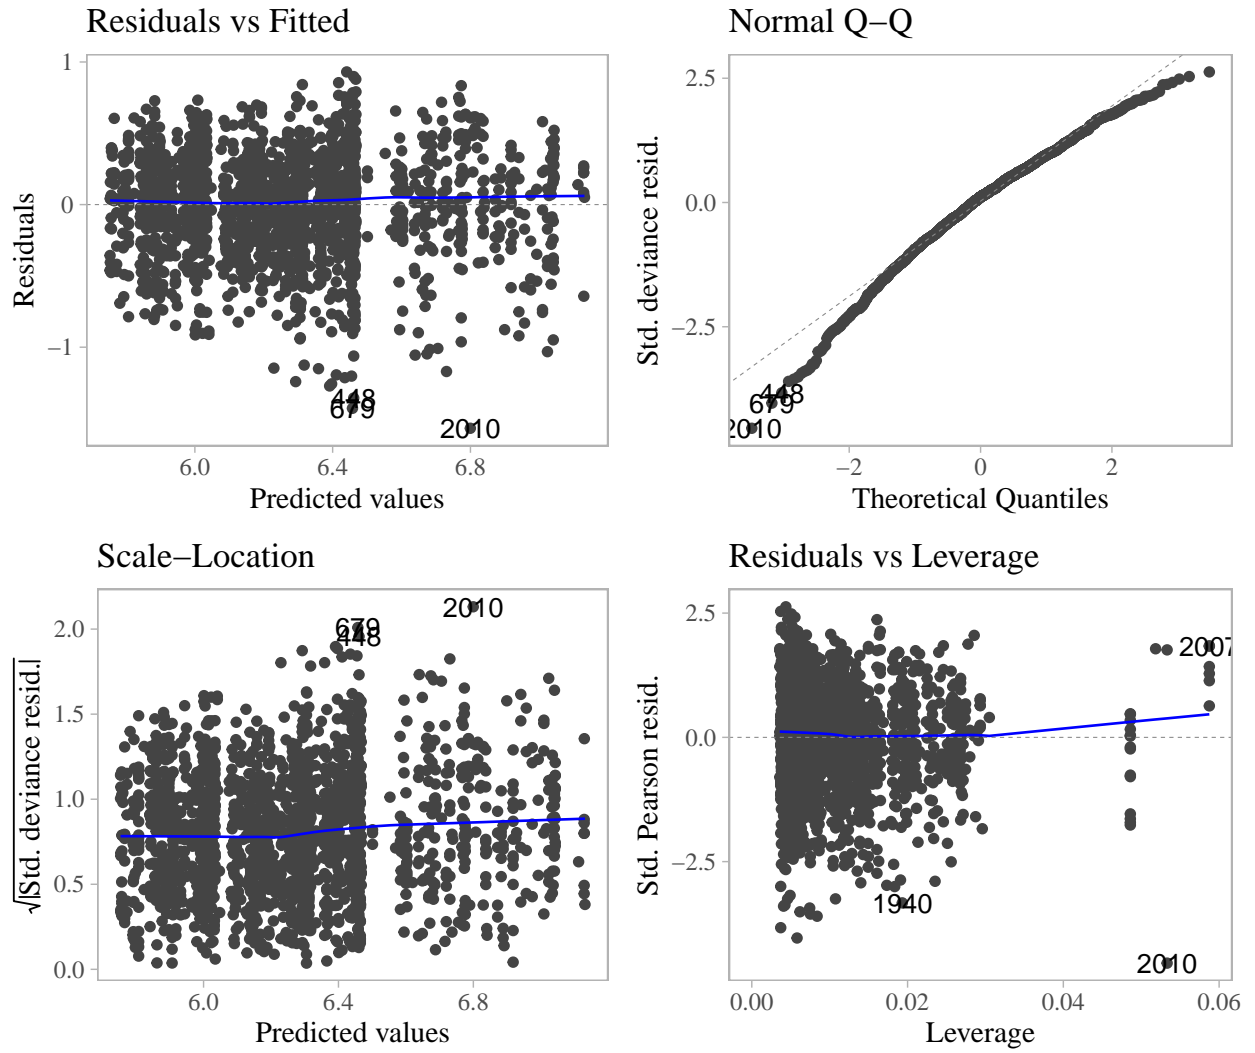 Residuals vs Fitted
1
0
−1
Residuals
448
679
2010
6.0 6.4 6.8
Predicted values
Normal Q−Q
2.5
0.0
−2.5
Std. deviance resid.
448
679
2010
−2 0 2
Theoretical Quantiles
Scale−Location
2.0
1.5
1.0
0.5
0.0
√|Std. deviance resid.|
2010
679
448
6.0 6.4 6.8
Predicted values
Residuals vs Leverage
2.5
0.0
−2.5
Std. Pearson resid.
2007
1940
2010
0.00 0.02 0.04 0.06
Leverage